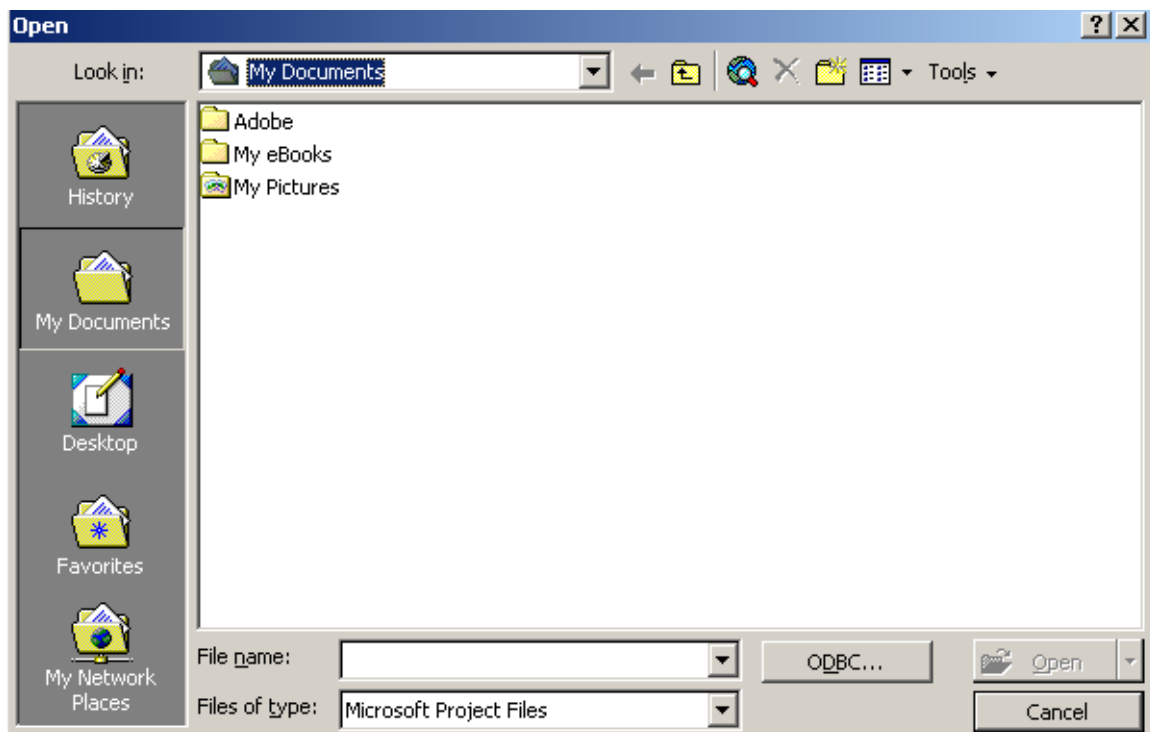 Open
Look in: My Documents Tools
Adobe
My eBooks
My Pictures
History
My Documents
Desktop
Favorites
My Network
Places
File name: ODBC... Open
Files of type: Microsoft Project Files Cancel